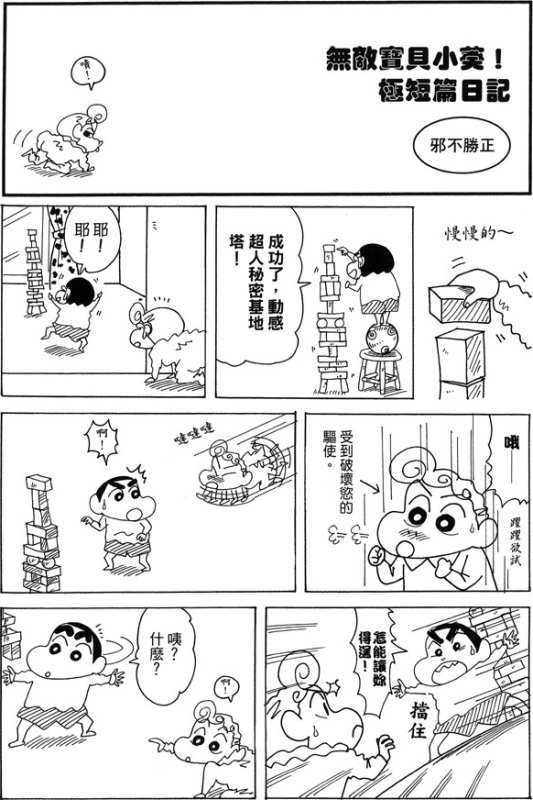 無敵寶貝小葵！
極短篇日記
邪不勝正
唷！
慢慢的～
成功了，動感
超人秘密基地
塔！
耶！
耶！
哦
躍躍欲試
受到破壞慾的
驅使。
噠噠噠
啊！
怎能讓妳
得逞！
擋住
咦？
什麼？
啊！